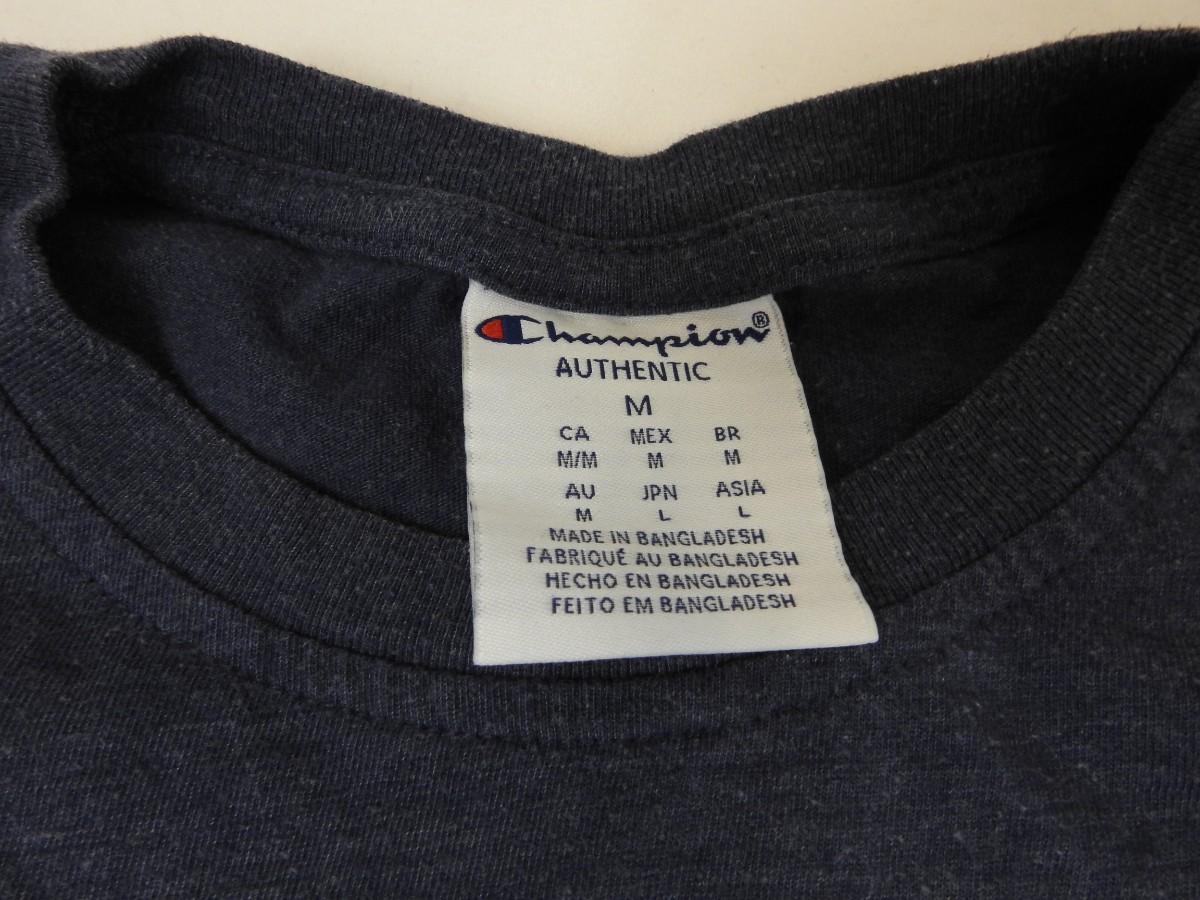 Champion®
AUTHENTIC
M
CA MEX BR
M/M M M
AU JPN ASIA
M L L
MADE IN BANGLADESH
FABRIQUÉ AU BANGLADESH
HECHO EN BANGLADESH
FEITO EM BANGLADESH